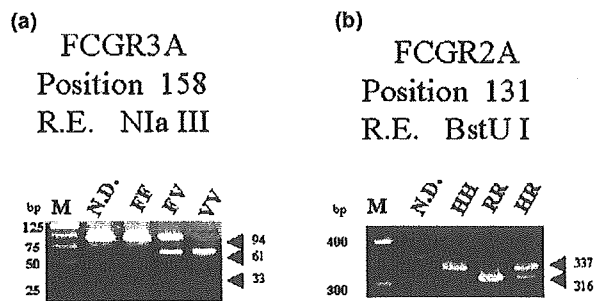 (a)
FCGR3A
Position 158
R.E. NIa III
bp M N.D. FF FV VV
125
75
50
25
94
61
33
(b)
FCGR2A
Position 131
R.E. BstU I
bp M N.D. HH RR HR
400
300
337
316